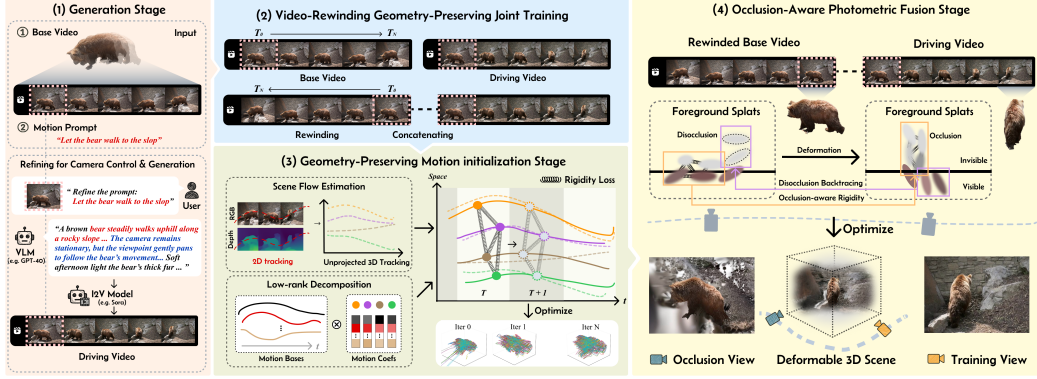 (1) Generation Stage
① Base Video
Input
② Motion Prompt
"Let the bear walk to the slop"
Refining for Camera Control & Generation
" Refine the prompt:
Let the bear walk to the slop"
User
VLM
(e.g. GPT-4O)
"A brown bear steadily walks uphill along
a rocky slope ... The camera remains
stationary, but the viewpoint gently pans
to follow the bear's movement... Soft
afternoon light the bear's thick fur ... "
I2V Model
(e.g. Sora)
Driving Video
(2) Video-Rewinding Geometry-Preserving Joint Training
T₀
T_N
Base Video
Driving Video
T_N
T₀
Rewinding
Concatenating
(3) Geometry-Preserving Motion initialization Stage
Scene Flow Estimation
RGB
Depth
2D tracking
Unprojected 3D Tracking
Low-rank Decomposition
t
Motion Bases
⊗
Motion Coefs
Space
Rigidity Loss
T
T + 1
t
Optimize
Iter 0
Iter 1
Iter N
(4) Occlusion-Aware Photometric Fusion Stage
Rewinded Base Video
Driving Video
Foreground Splats
Foreground Splats
Disocclusion
Occlusion
Deformation
Invisible
Visible
Disocclusion Backtracing
Occlusion-aware Rigidity
Optimize
Occlusion View
Deformable 3D Scene
Training View